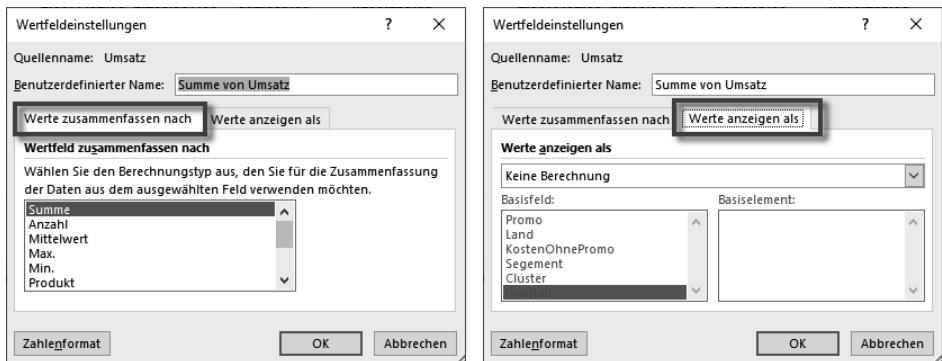 Wertfeldeinstellungen ? ×
Quellenname: Umsatz
Benutzerdefinierter Name: Summe von Umsatz
Werte zusammenfassen nach Werte anzeigen als
Wertfeld zusammenfassen nach
Wählen Sie den Berechnungstyp aus, den Sie für die Zusammenfassung
der Daten aus dem ausgewählten Feld verwenden möchten.
Summe
Anzahl
Mittelwert
Max.
Min.
Produkt
Zahlenformat OK Abbrechen
Wertfeldeinstellungen ? ×
Quellenname: Umsatz
Benutzerdefinierter Name: Summe von Umsatz
Werte zusammenfassen nach Werte anzeigen als
Werte anzeigen als
Keine Berechnung
Basisfeld: Basiselement:
Promo
Land
KostenOhnePromo
Segement
Cluster
Quartale
Zahlenformat OK Abbrechen